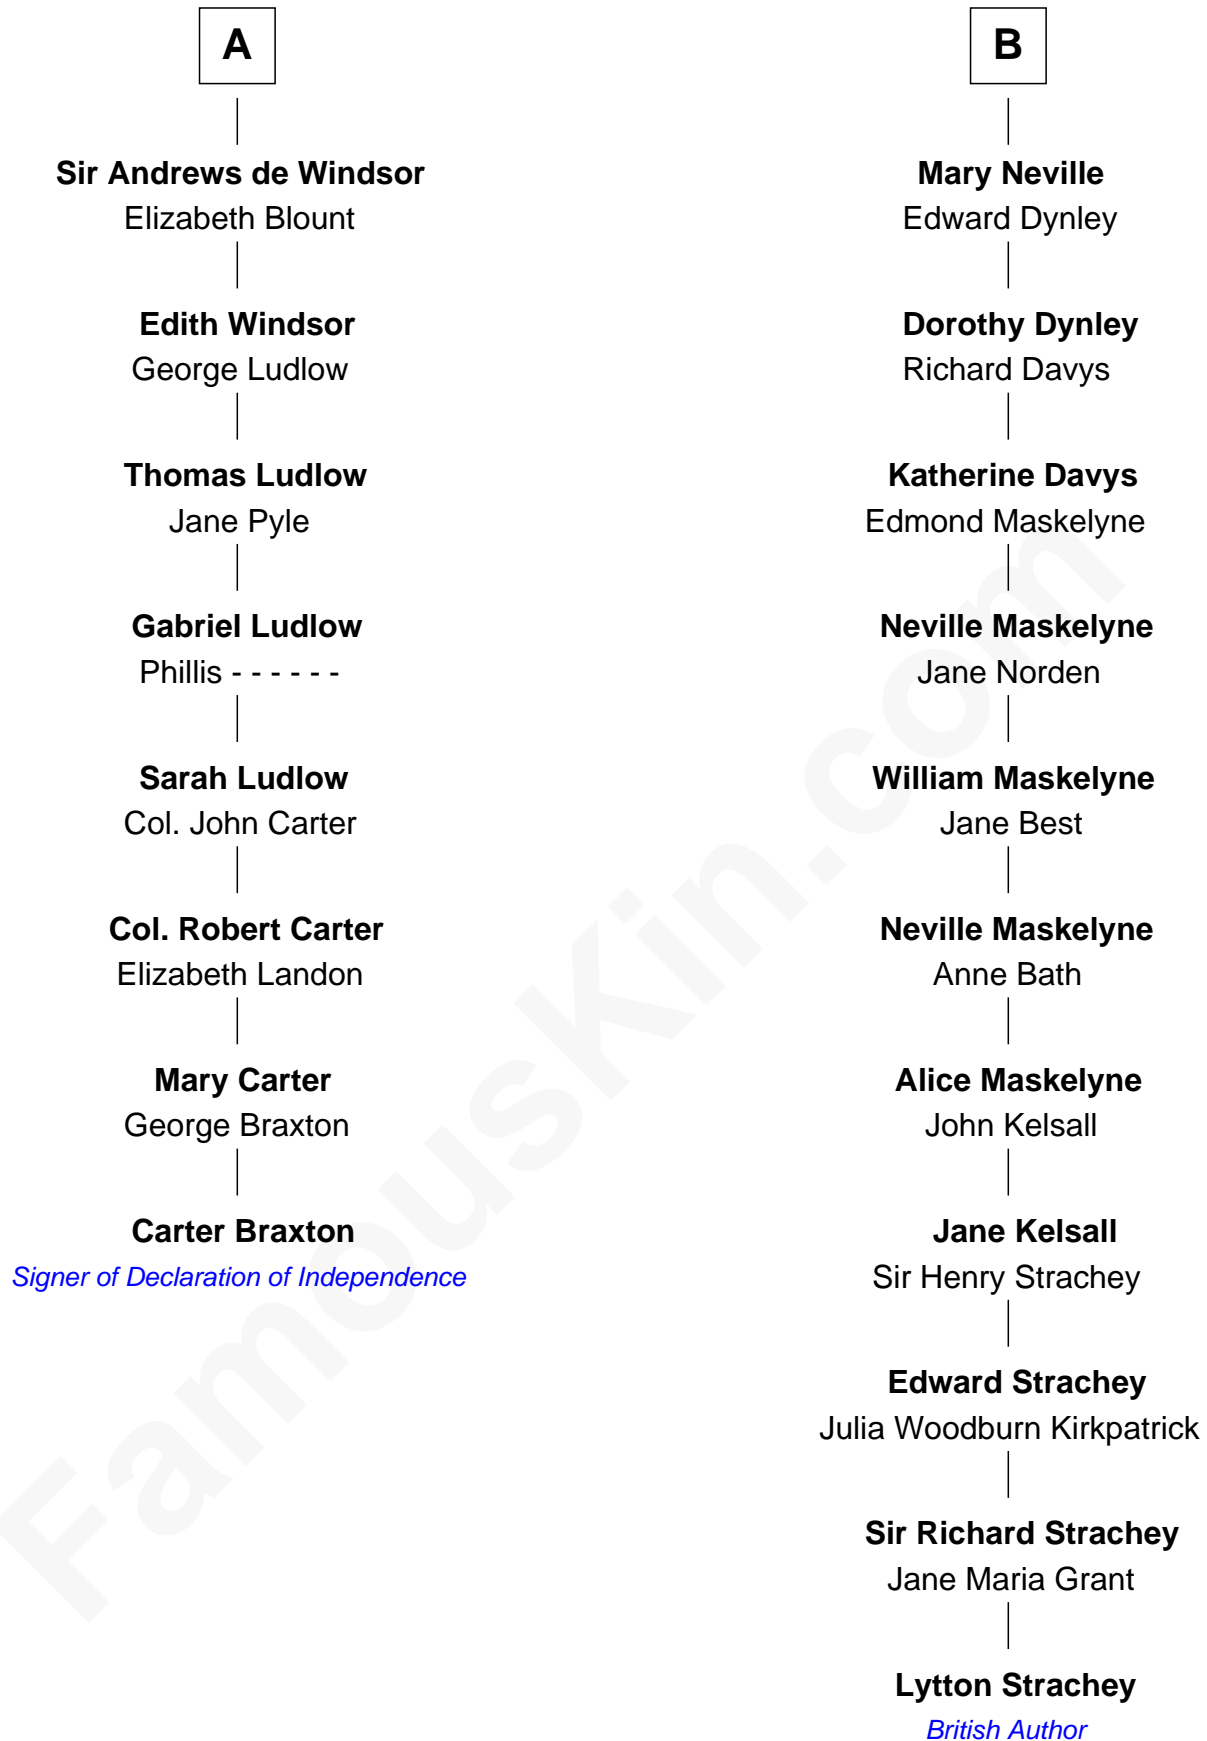 A
Sir Andrews de Windsor
Elizabeth Blount
Edith Windsor
George Ludlow
Thomas Ludlow
Jane Pyle
Gabriel Ludlow
Phillis - - - - - -
Sarah Ludlow
Col. John Carter
Col. Robert Carter
Elizabeth Landon
Mary Carter
George Braxton
Carter Braxton
Signer of Declaration of Independence
B
Mary Neville
Edward Dynley
Dorothy Dynley
Richard Davys
Katherine Davys
Edmond Maskelyne
Neville Maskelyne
Jane Norden
William Maskelyne
Jane Best
Neville Maskelyne
Anne Bath
Alice Maskelyne
John Kelsall
Jane Kelsall
Sir Henry Strachey
Edward Strachey
Julia Woodburn Kirkpatrick
Sir Richard Strachey
Jane Maria Grant
Lytton Strachey
British Author
FamousKin.com